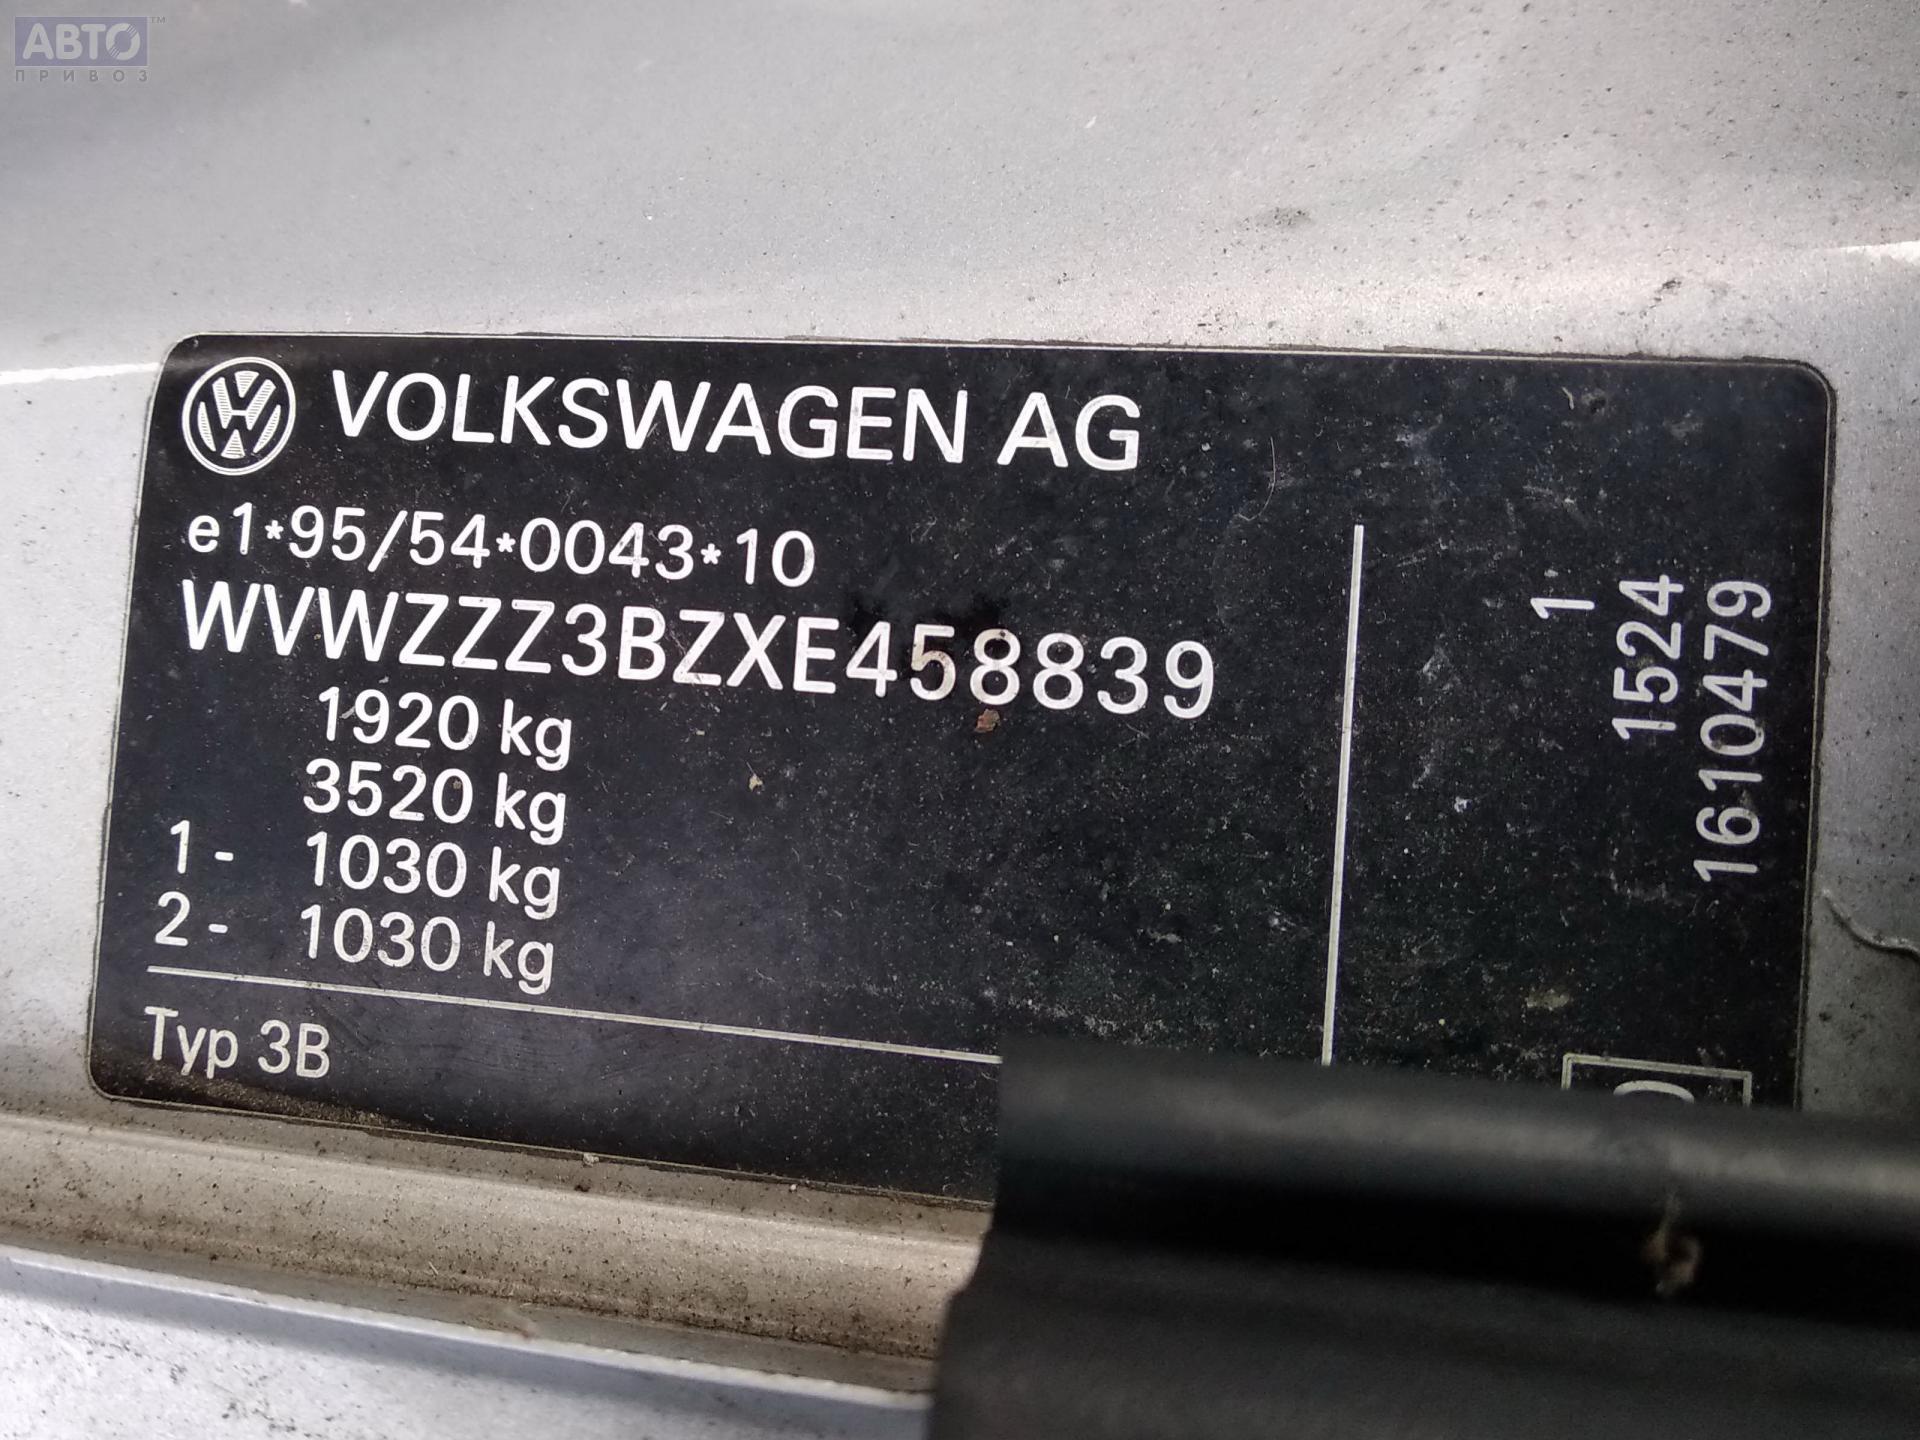 АВТО™
ПРИВОЗ
VOLKSWAGEN AG
e1*95/54*0043*10
WVWZZZ3BZXE458839
1920 kg
3520 kg
1- 1030 kg
2- 1030 kg
Typ 3B
1
1524
1610479